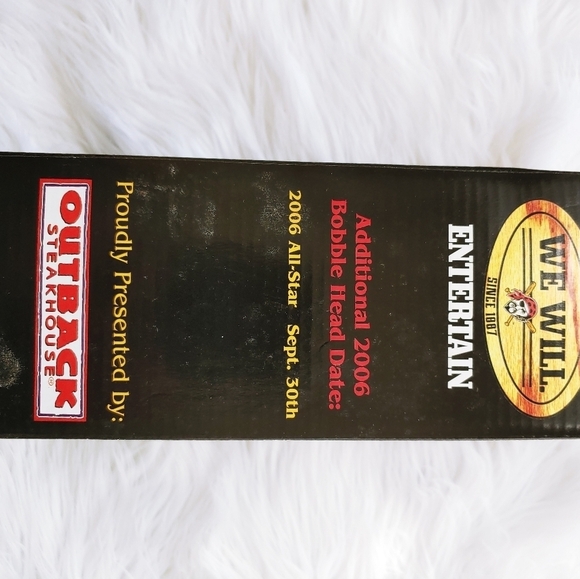 WE WILL.
SINCE 1887
ENTERTAIN
Additional 2006
Bobble Head Date:
2006 All-Star Sept. 30th
Proudly Presented by:
OUTBACK
STEAKHOUSE®